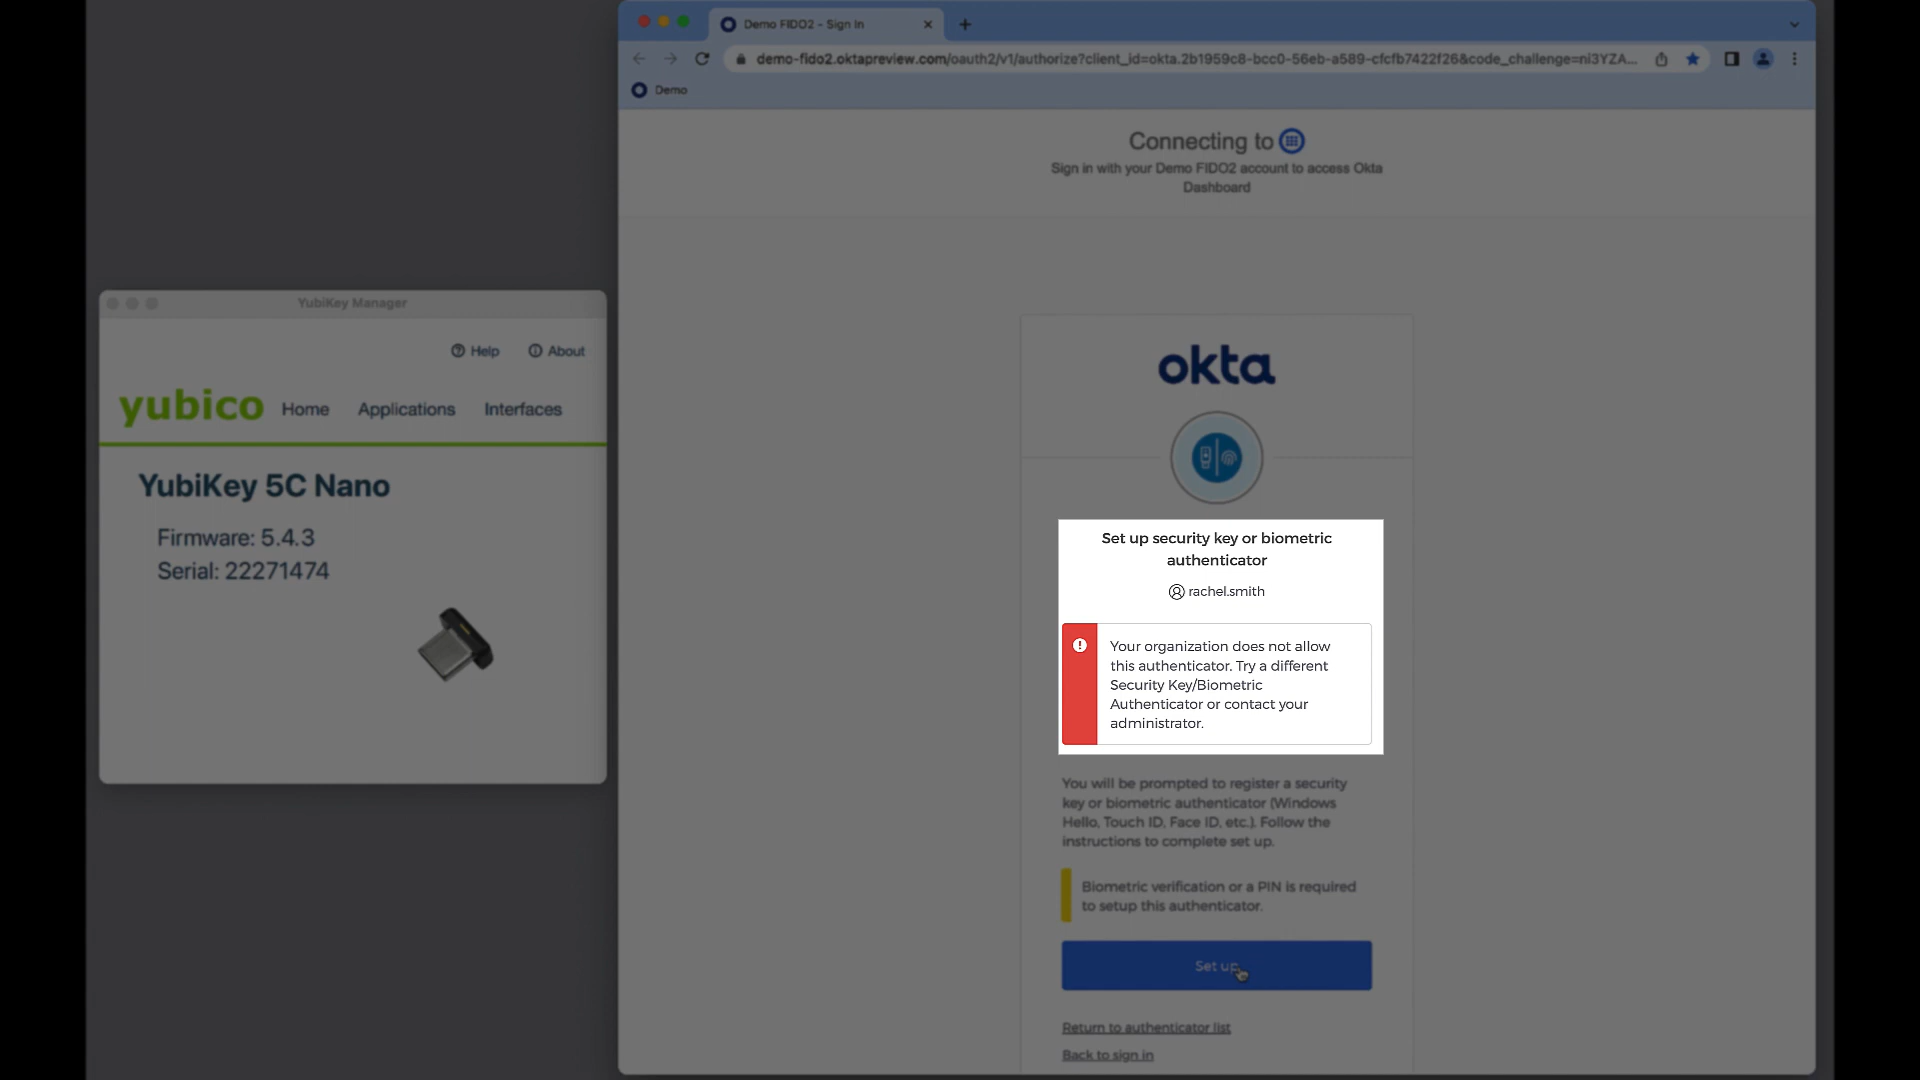 Demo FIDO2 - Sign In
demo-fido2.oktapreview.com/oauth2/v1/authorize?client_id=okta.2b1959c8-bcc0-56eb-a589-cfcfb7422f26&code_challenge=ni3YZA...
Demo
Connecting to
Sign in with your Demo FIDO2 account to access Okta
Dashboard
YubiKey Manager
Help
About
yubico
Home
Applications
Interfaces
YubiKey 5C Nano
Firmware: 5.4.3
Serial: 22271474
okta
Set up security key or biometric
authenticator
rachel.smith
Your organization does not allow
this authenticator. Try a different
Security Key/Biometric
Authenticator or contact your
administrator.
You will be prompted to register a security
key or biometric authenticator (Windows
Hello, Touch ID, Face ID, etc.). Follow the
instructions to complete set up.
Biometric verification or a PIN is required
to setup this authenticator.
Set up
Return to authenticator list
Back to sign in